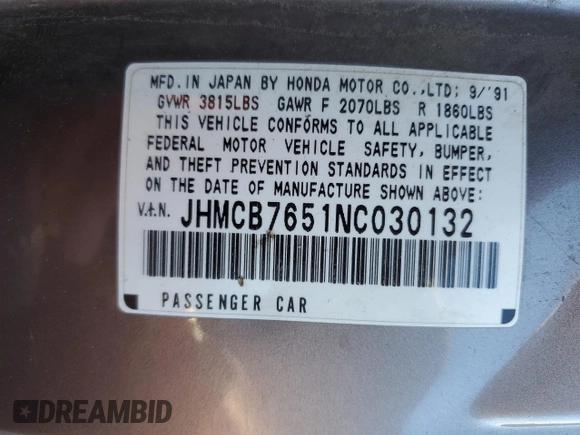 MFD. IN JAPAN BY HONDA MOTOR CO.,LTD; 9/'91
GVWR 3815LBS GAWR F 2070LBS R 1860LBS
THIS VEHICLE CONFORMS TO ALL APPLICABLE
FEDERAL MOTOR VEHICLE SAFETY, BUMPER,
AND THEFT PREVENTION STANDARDS IN EFFECT
ON THE DATE OF MANUFACTURE SHOWN ABOVE:
V.I.N. JHMCB7651NC030132
PASSENGER CAR
DREAMBID